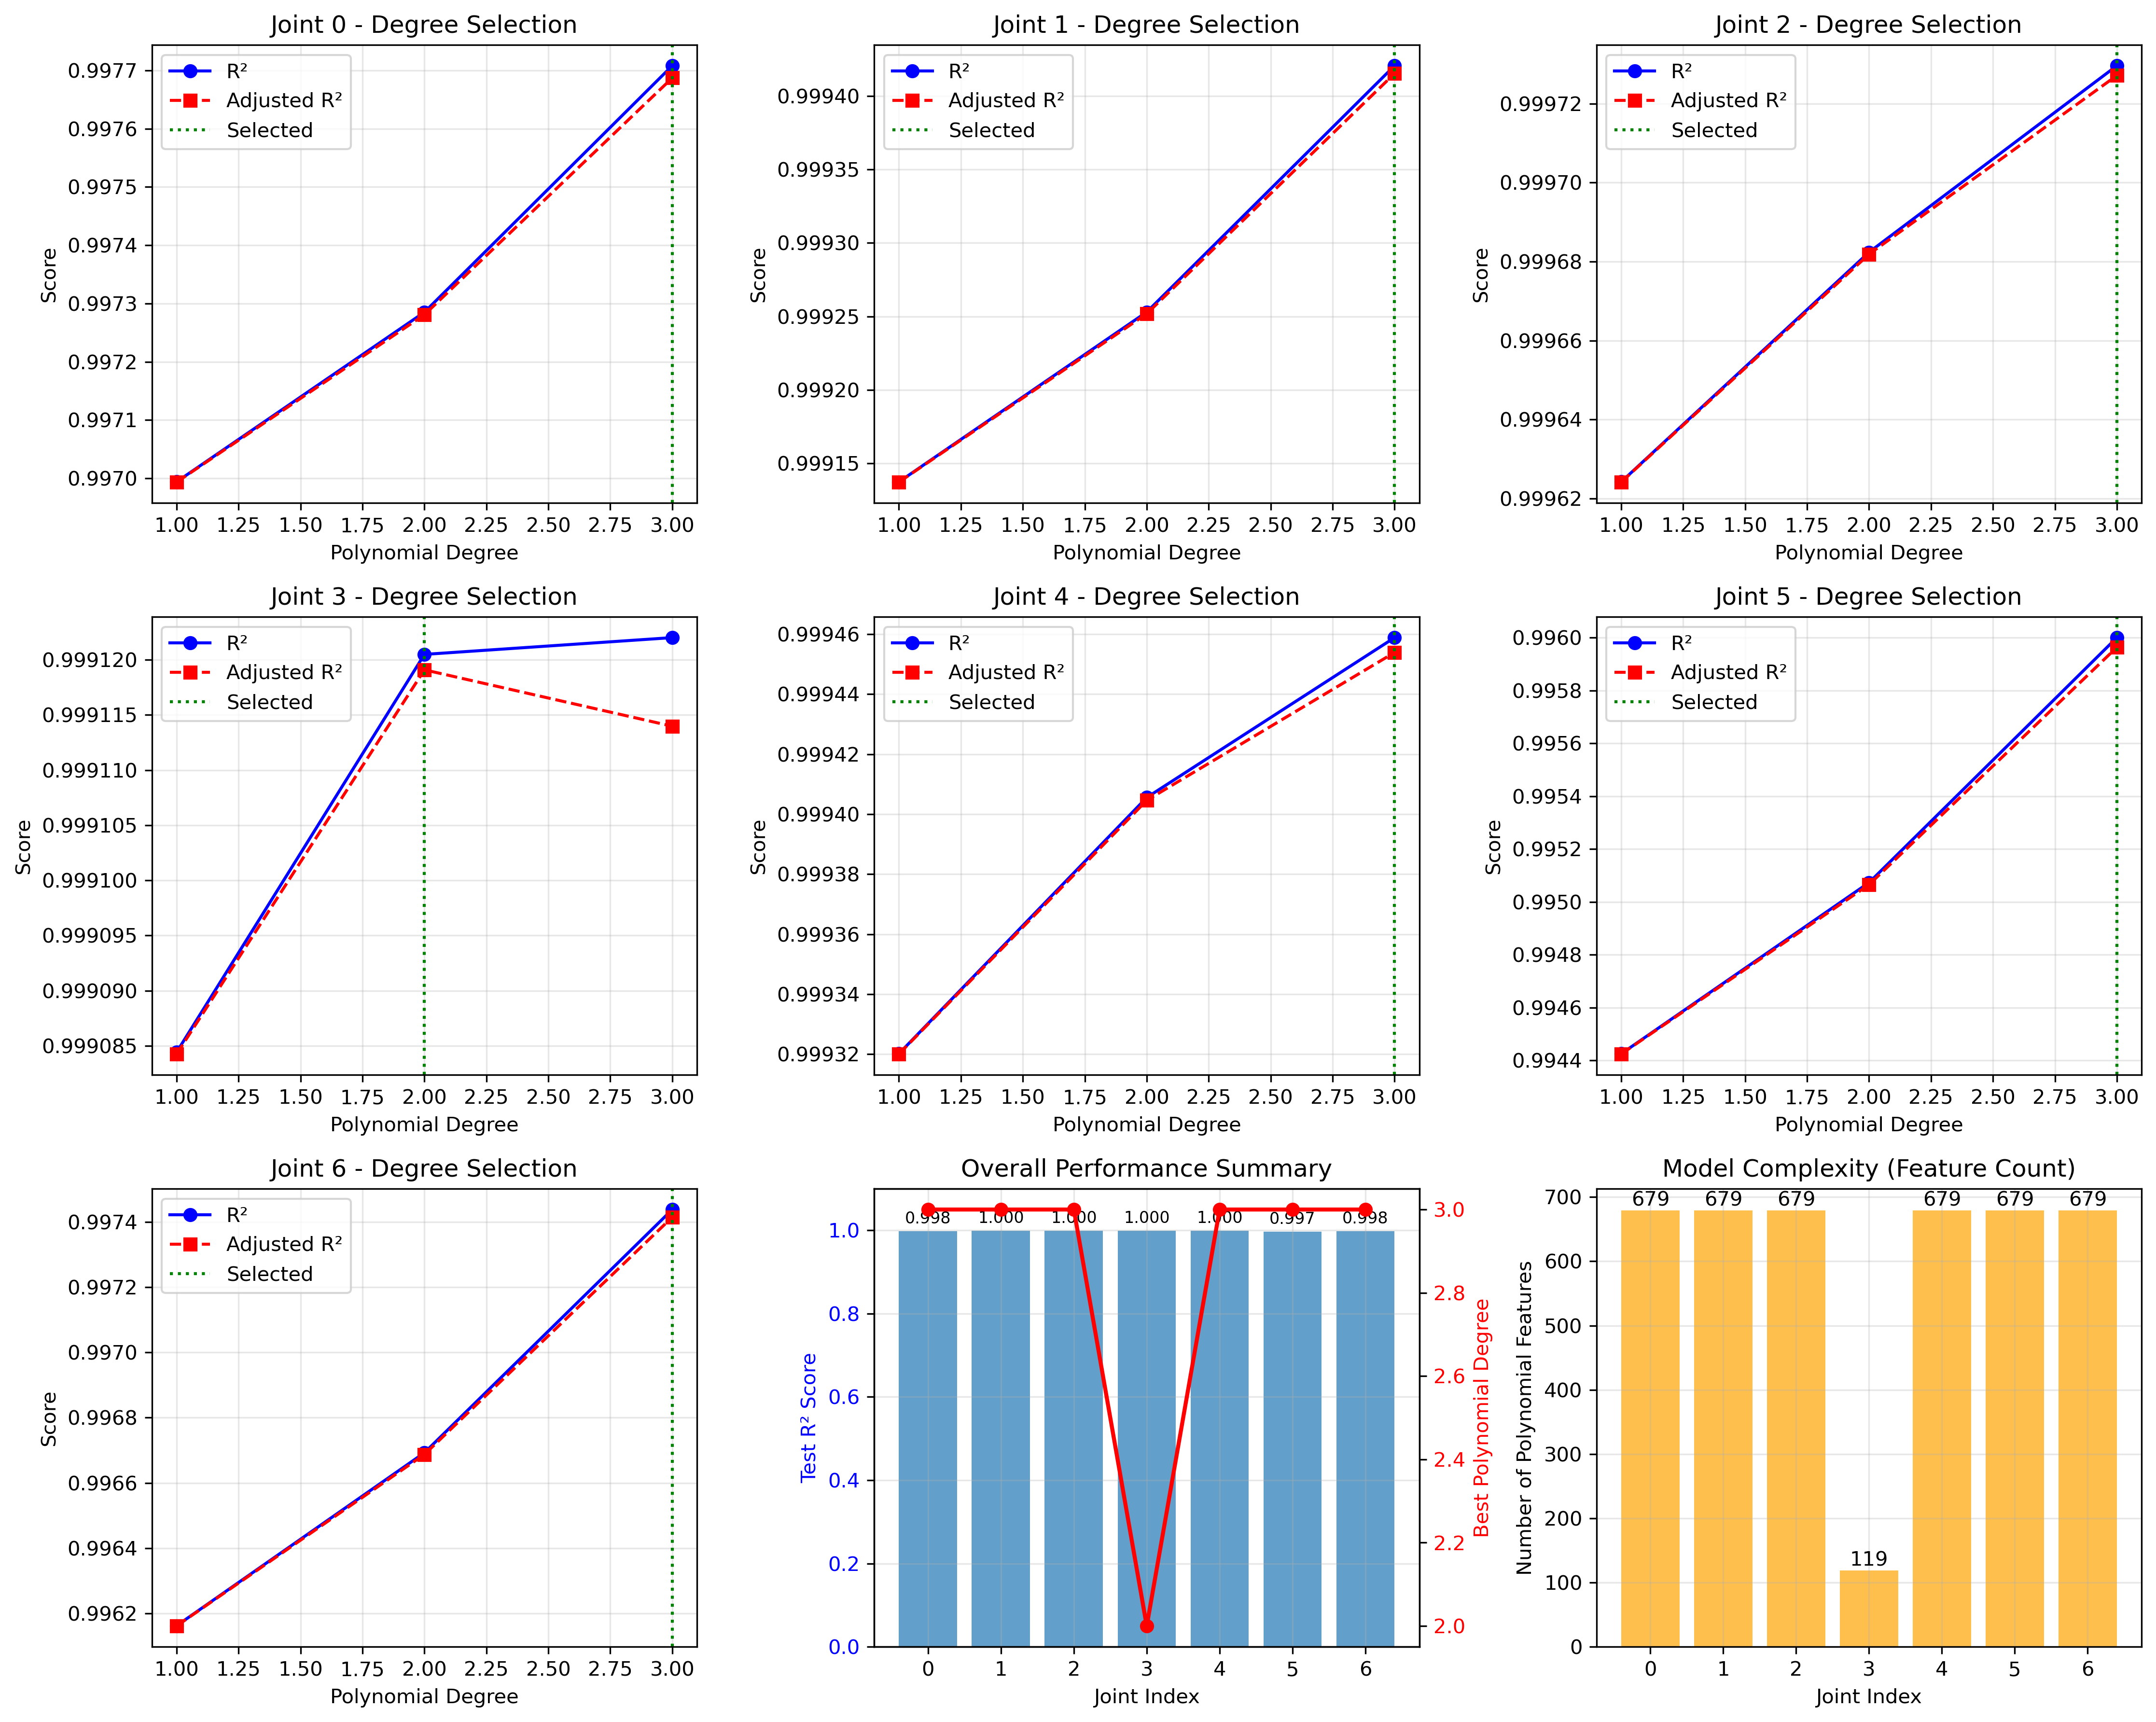 Joint 0 - Degree Selection
R²
Adjusted R²
Selected
0.99770
0.99760
0.99750
0.99740
0.99730
0.99720
0.99710
0.99700
Score
1.00 1.25 1.50 1.75 2.00 2.25 2.50 2.75 3.00
Polynomial Degree
Joint 1 - Degree Selection
R²
Adjusted R²
Selected
0.99940
0.99935
0.99930
0.99925
0.99920
0.99915
Score
1.00 1.25 1.50 1.75 2.00 2.25 2.50 2.75 3.00
Polynomial Degree
Joint 2 - Degree Selection
R²
Adjusted R²
Selected
0.99972
0.99970
0.99968
0.99966
0.99964
0.99962
Score
1.00 1.25 1.50 1.75 2.00 2.25 2.50 2.75 3.00
Polynomial Degree
Joint 3 - Degree Selection
R²
Adjusted R²
Selected
0.999120
0.999115
0.999110
0.999105
0.999100
0.999095
0.999090
0.999085
Score
1.00 1.25 1.50 1.75 2.00 2.25 2.50 2.75 3.00
Polynomial Degree
Joint 4 - Degree Selection
R²
Adjusted R²
Selected
0.99946
0.99944
0.99942
0.99940
0.99938
0.99936
0.99934
0.99932
Score
1.00 1.25 1.50 1.75 2.00 2.25 2.50 2.75 3.00
Polynomial Degree
Joint 5 - Degree Selection
R²
Adjusted R²
Selected
0.9960
0.9958
0.9956
0.9954
0.9952
0.9950
0.9948
0.9946
0.9944
Score
1.00 1.25 1.50 1.75 2.00 2.25 2.50 2.75 3.00
Polynomial Degree
Joint 6 - Degree Selection
R²
Adjusted R²
Selected
0.9974
0.9972
0.9970
0.9968
0.9966
0.9964
0.9962
Score
1.00 1.25 1.50 1.75 2.00 2.25 2.50 2.75 3.00
Polynomial Degree
Overall Performance Summary
0.998 1.000 1.000 1.000 1.000 0.997 0.998
1.0
0.8
0.6
0.4
0.2
0.0
Test R² Score
3.0
2.8
2.6
2.4
2.2
2.0
Best Polynomial Degree
0 1 2 3 4 5 6
Joint Index
Model Complexity (Feature Count)
679 679 679 679 679 679
119
700
600
500
400
300
200
100
0
Number of Polynomial Features
0 1 2 3 4 5 6
Joint Index